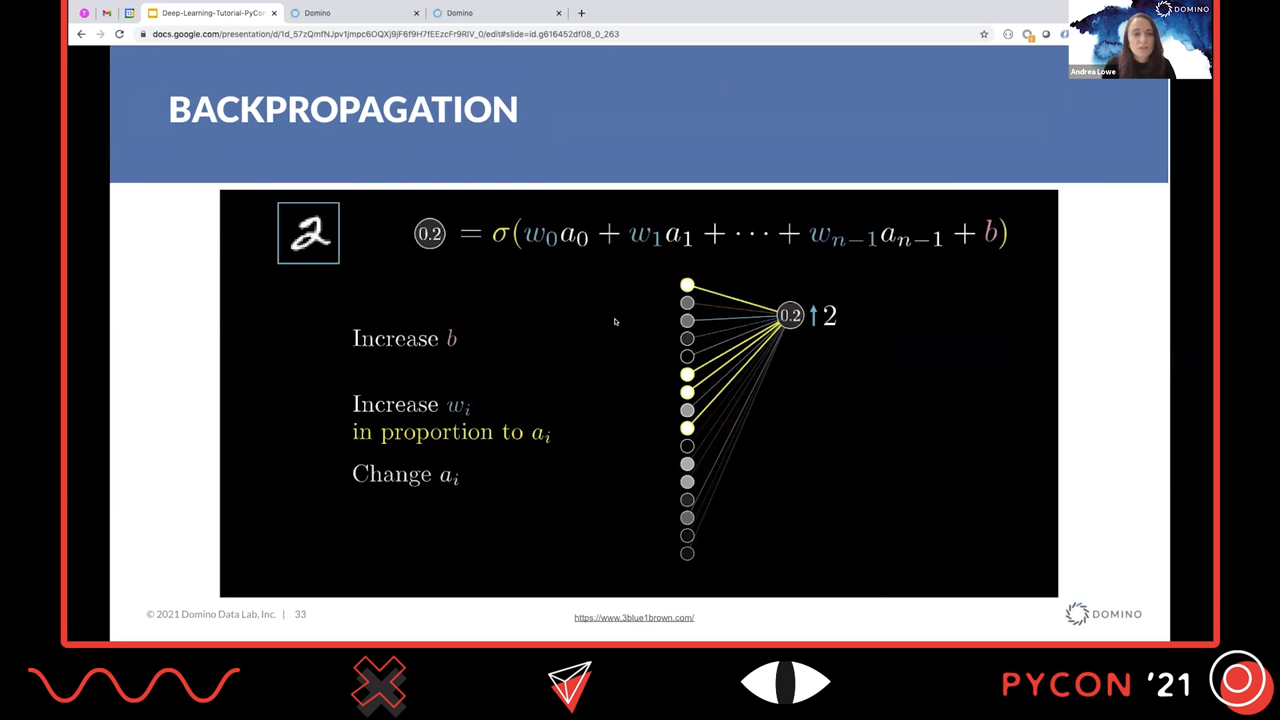 Deep-Learning-Tutorial-PyCon
Domino
Domino
docs.google.com/presentation/d/1d_57zQmfNJpv1jmpc6OQXj9jF6f9H7fEEzcFr9RIV_0/edit#slide=id.g616452df08_0_263
DOMINO
Andrea Lowe
BACKPROPAGATION
2
0.2 = σ(w₀a₀ + w₁a₁ + ⋯ + wₙ₋₁aₙ₋₁ + b)
0.2 ↑ 2
Increase b
Increase wᵢ
in proportion to aᵢ
Change aᵢ
© 2021 Domino Data Lab, Inc. | 33
https://www.3blue1brown.com/
DOMINO
PYCON '21